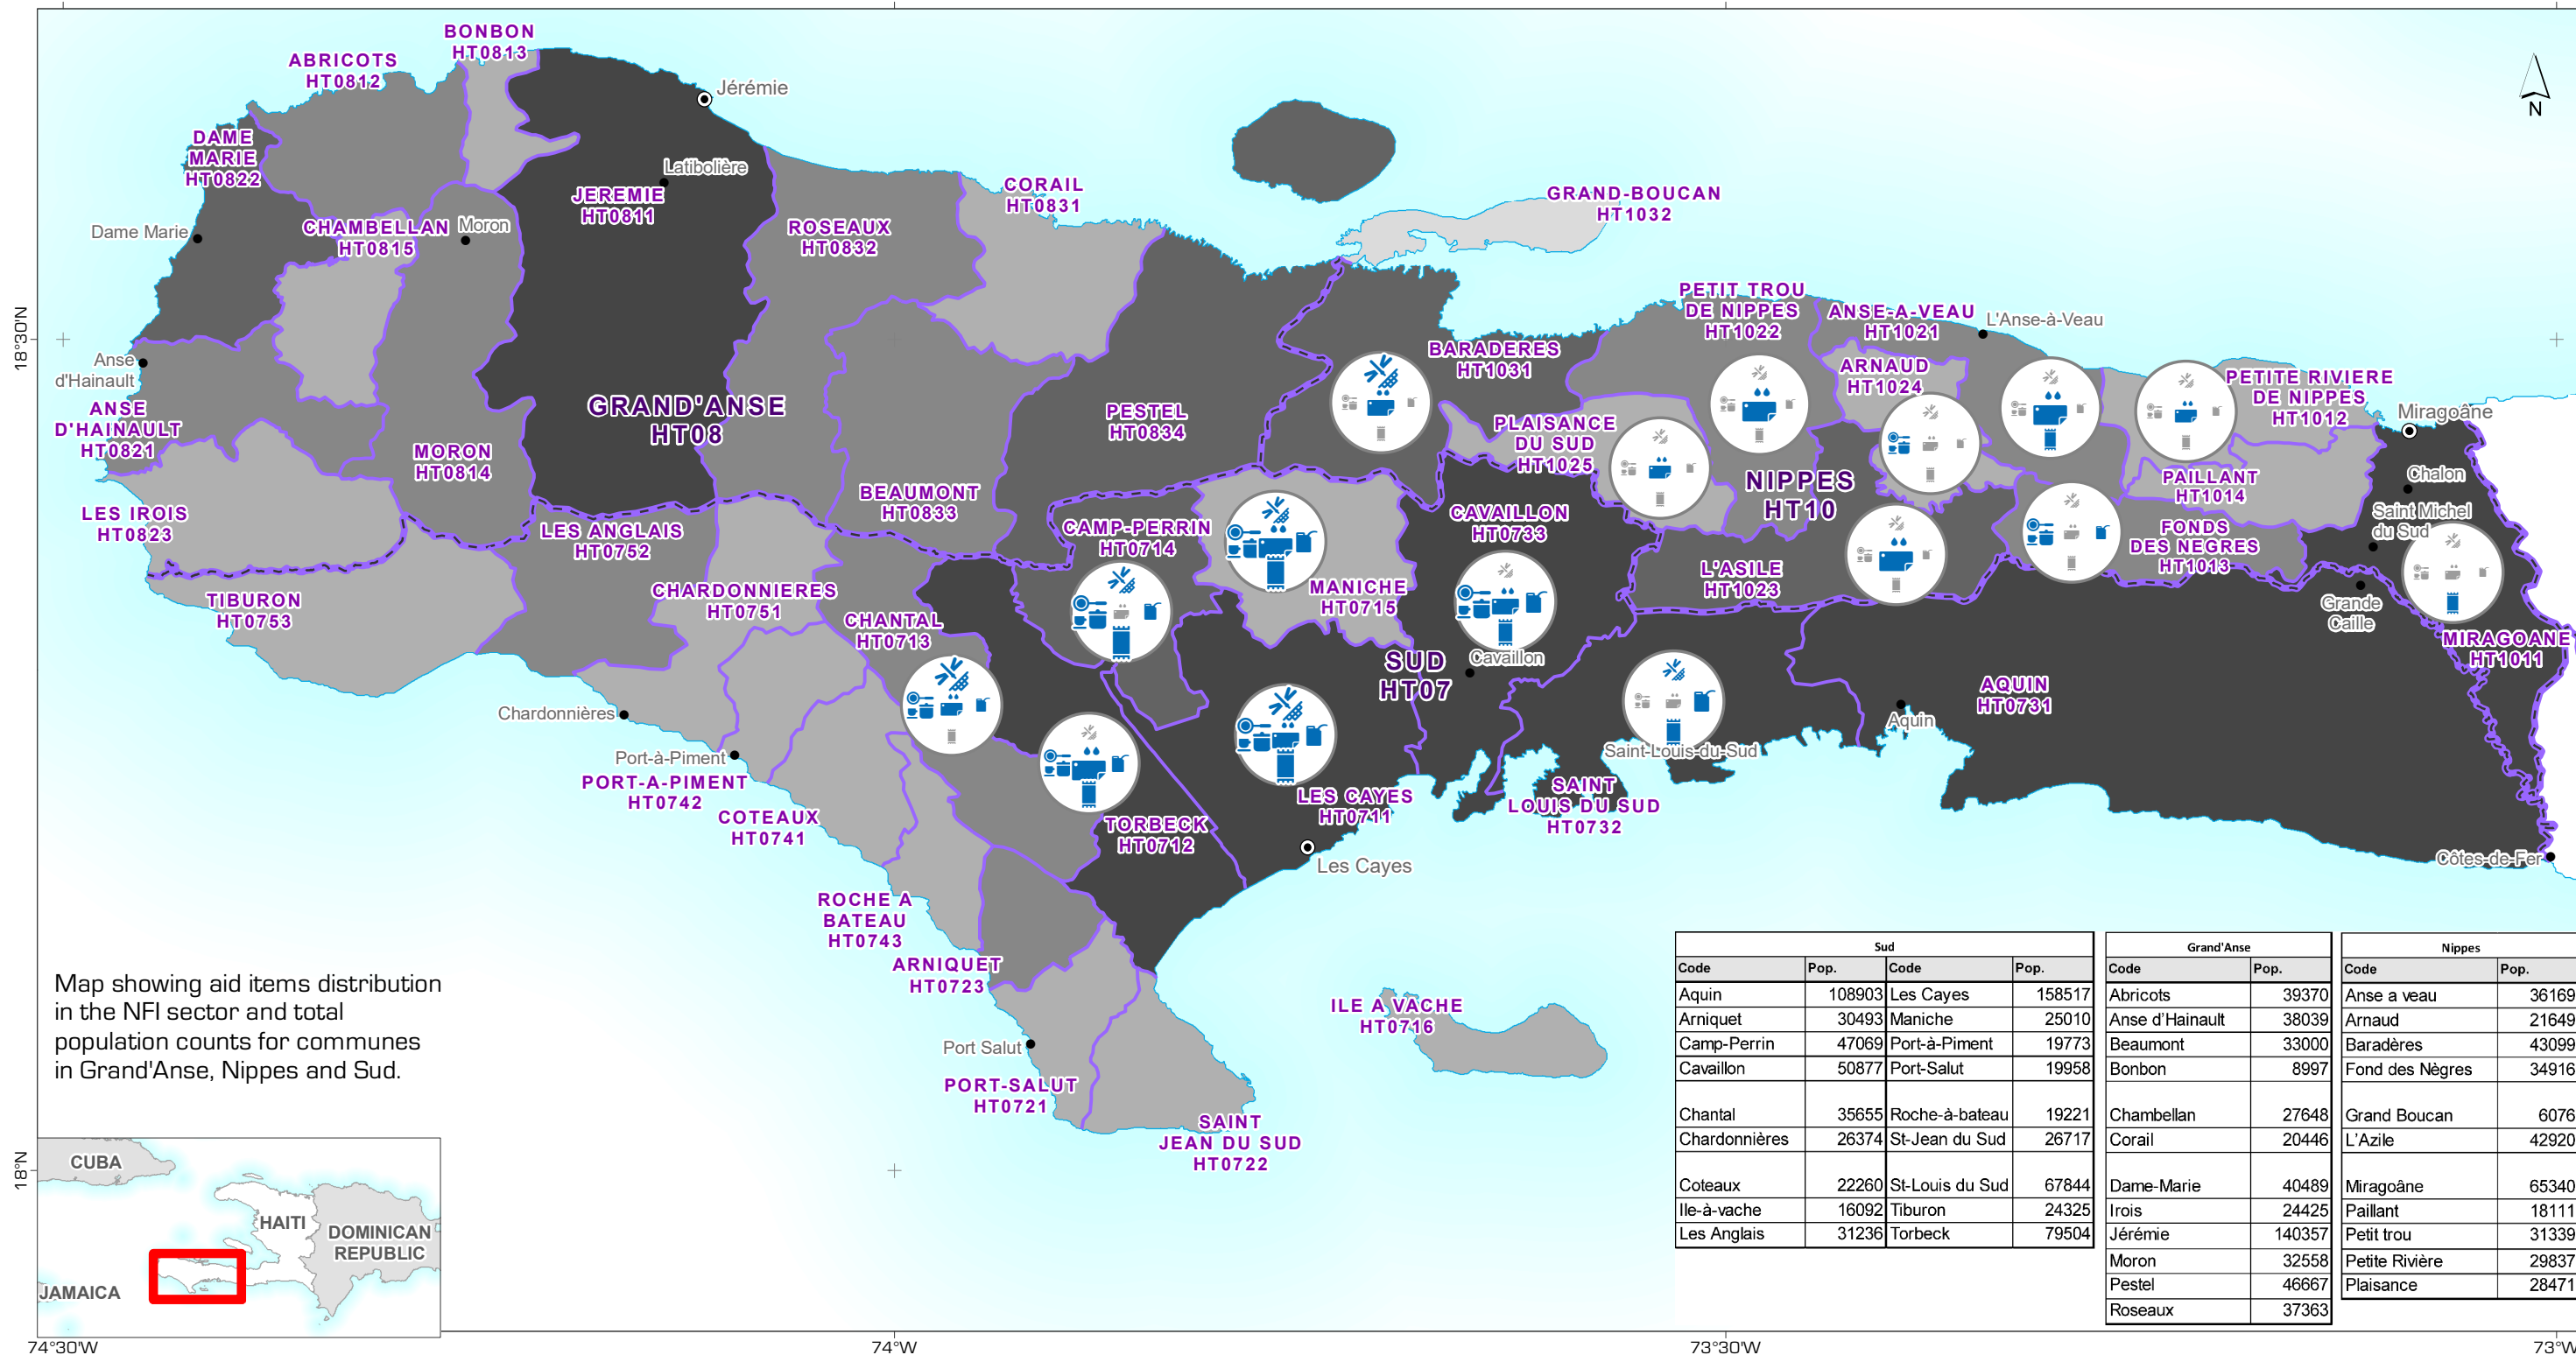 BONBON
HT0813
ABRICOTS
HT0812
Jérémie
N
DAME
MARIE
HT0822
Latibolière
JEREMIE
HT0811
CORAIL
HT0831
GRAND-BOUCAN
HT1032
Dame Marie
CHAMBELLAN
HT0815
Moron
ROSEAUX
HT0832
18°30'N
PETIT TROU
DE NIPPES
HT1022
ANSE-A-VEAU
HT1021
L'Anse-à-Veau
Anse
d'Hainault
BARADERES
HT1031
ARNAUD
HT1024
PETITE RIVIERE
DE NIPPES
HT1012
ANSE
D'HAINAULT
HT0821
GRAND'ANSE
HT08
PESTEL
HT0834
PLAISANCE
DU SUD
HT1025
Miragoâne
MORON
HT0814
NIPPES
HT10
PAILLANT
HT1014
Chalon
LES IROIS
HT0823
BEAUMONT
HT0833
CAVAILLON
HT0733
Saint Michel
du Sud
LES ANGLAIS
HT0752
CAMP-PERRIN
HT0714
FONDS
DES NEGRES
HT1013
TIBURON
HT0753
CHARDONNIERES
HT0751
MANICHE
HT0715
L'ASILE
HT1023
Grande
Caille
CHANTAL
HT0713
MIRAGOANE
HT1011
SUD
HT07
Cavaillon
AQUIN
HT0731
Chardonnières
Aquin
Port-à-Piment
Saint-Louis-du-Sud
PORT-A-PIMENT
HT0742
COTEAUX
HT0741
TORBECK
HT0712
LES CAYES
HT0711
SAINT
LOUIS DU SUD
HT0732
Les Cayes
Côtes-de-Fer
ROCHE A
BATEAU
HT0743
ARNIQUET
HT0723
ILE A VACHE
HT0716
Port Salut
PORT-SALUT
HT0721
SAINT
JEAN DU SUD
HT0722
Map showing aid items distribution
in the NFI sector and total
population counts for communes
in Grand'Anse, Nippes and Sud.
18°N
CUBA
HAITI
DOMINICAN
REPUBLIC
JAMAICA
74°30'W
74°W
73°30'W
73°W
Sud
Code Pop. Code Pop.
Aquin 108903 Les Cayes 158517
Arniquet 30493 Maniche 25010
Camp-Perrin 47069 Port-à-Piment 19773
Cavaillon 50877 Port-Salut 19958
Chantal 35655 Roche-à-bateau 19221
Chardonnières 26374 St-Jean du Sud 26717
Coteaux 22260 St-Louis du Sud 67844
Ile-à-vache 16092 Tiburon 24325
Les Anglais 31236 Torbeck 79504
Grand'Anse
Code Pop.
Abricots 39370
Anse d'Hainault 38039
Beaumont 33000
Bonbon 8997
Chambellan 27648
Corail 20446
Dame-Marie 40489
Irois 24425
Jérémie 140357
Moron 32558
Pestel 46667
Roseaux 37363
Nippes
Code Pop.
Anse a veau 36169
Arnaud 21649
Baradères 43099
Fond des Nègres 34916
Grand Boucan 6076
L'Azile 42920
Miragoâne 65340
Paillant 18111
Petit trou 31339
Petite Rivière 29837
Plaisance 28471